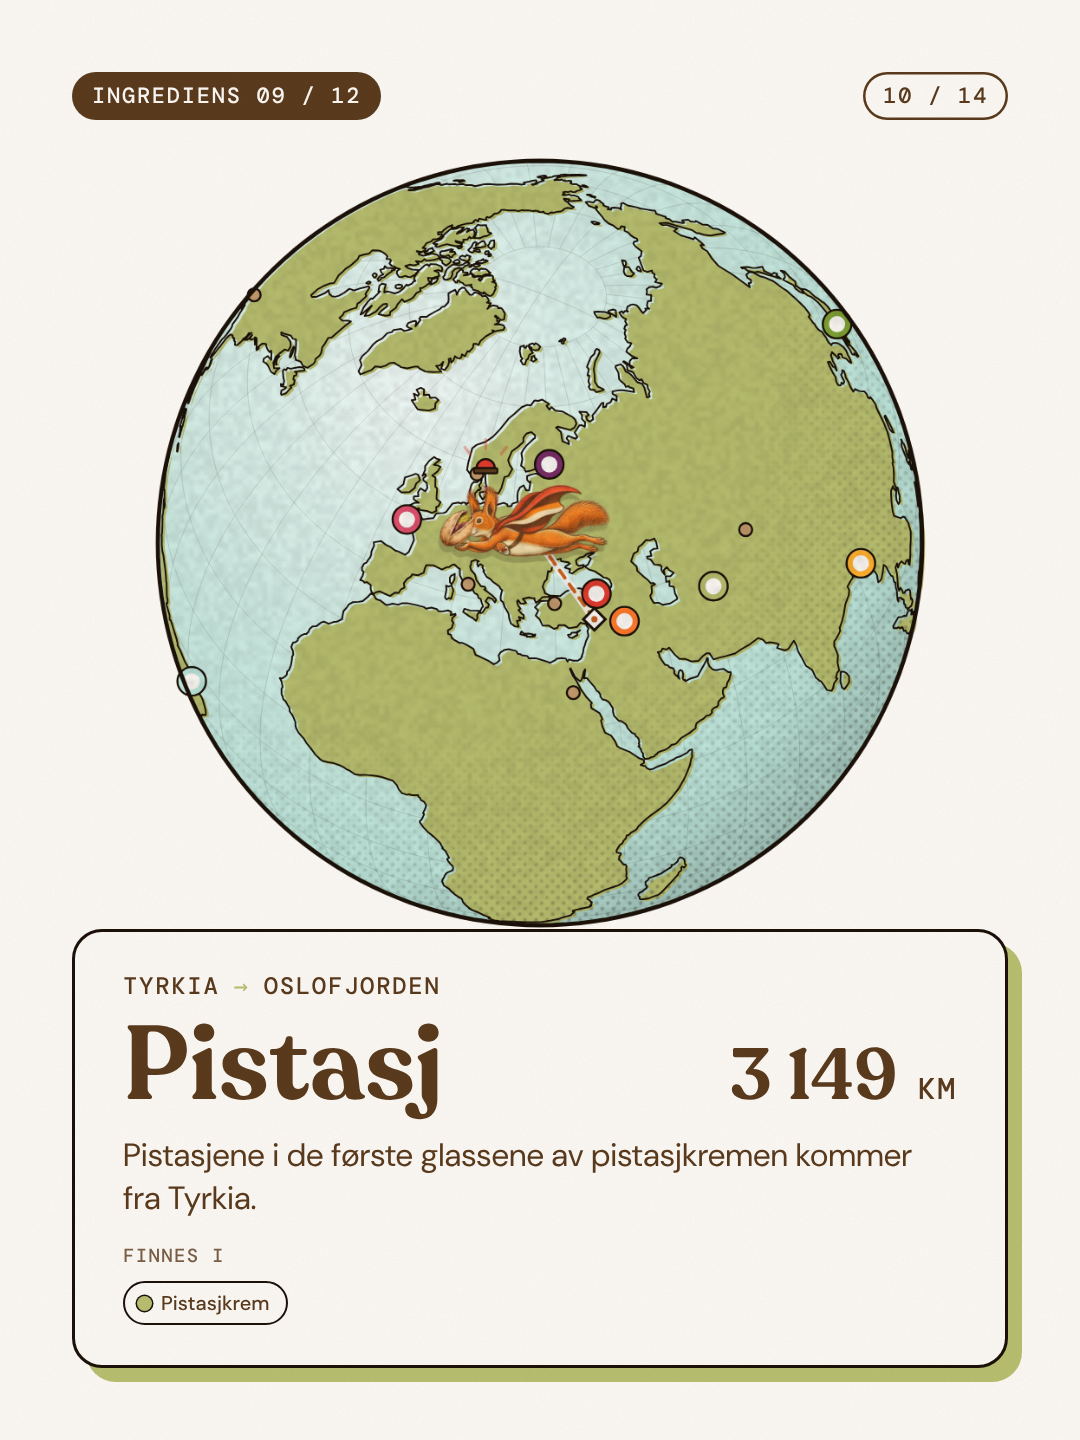 INGREDIENS 09 / 12
10 / 14
TYRKIA → OSLOFJORDEN
Pistasj
3 149 KM
Pistasjene i de første glassene av pistasjkremen kommer
fra Tyrkia.
FINNES I
Pistasjkrem